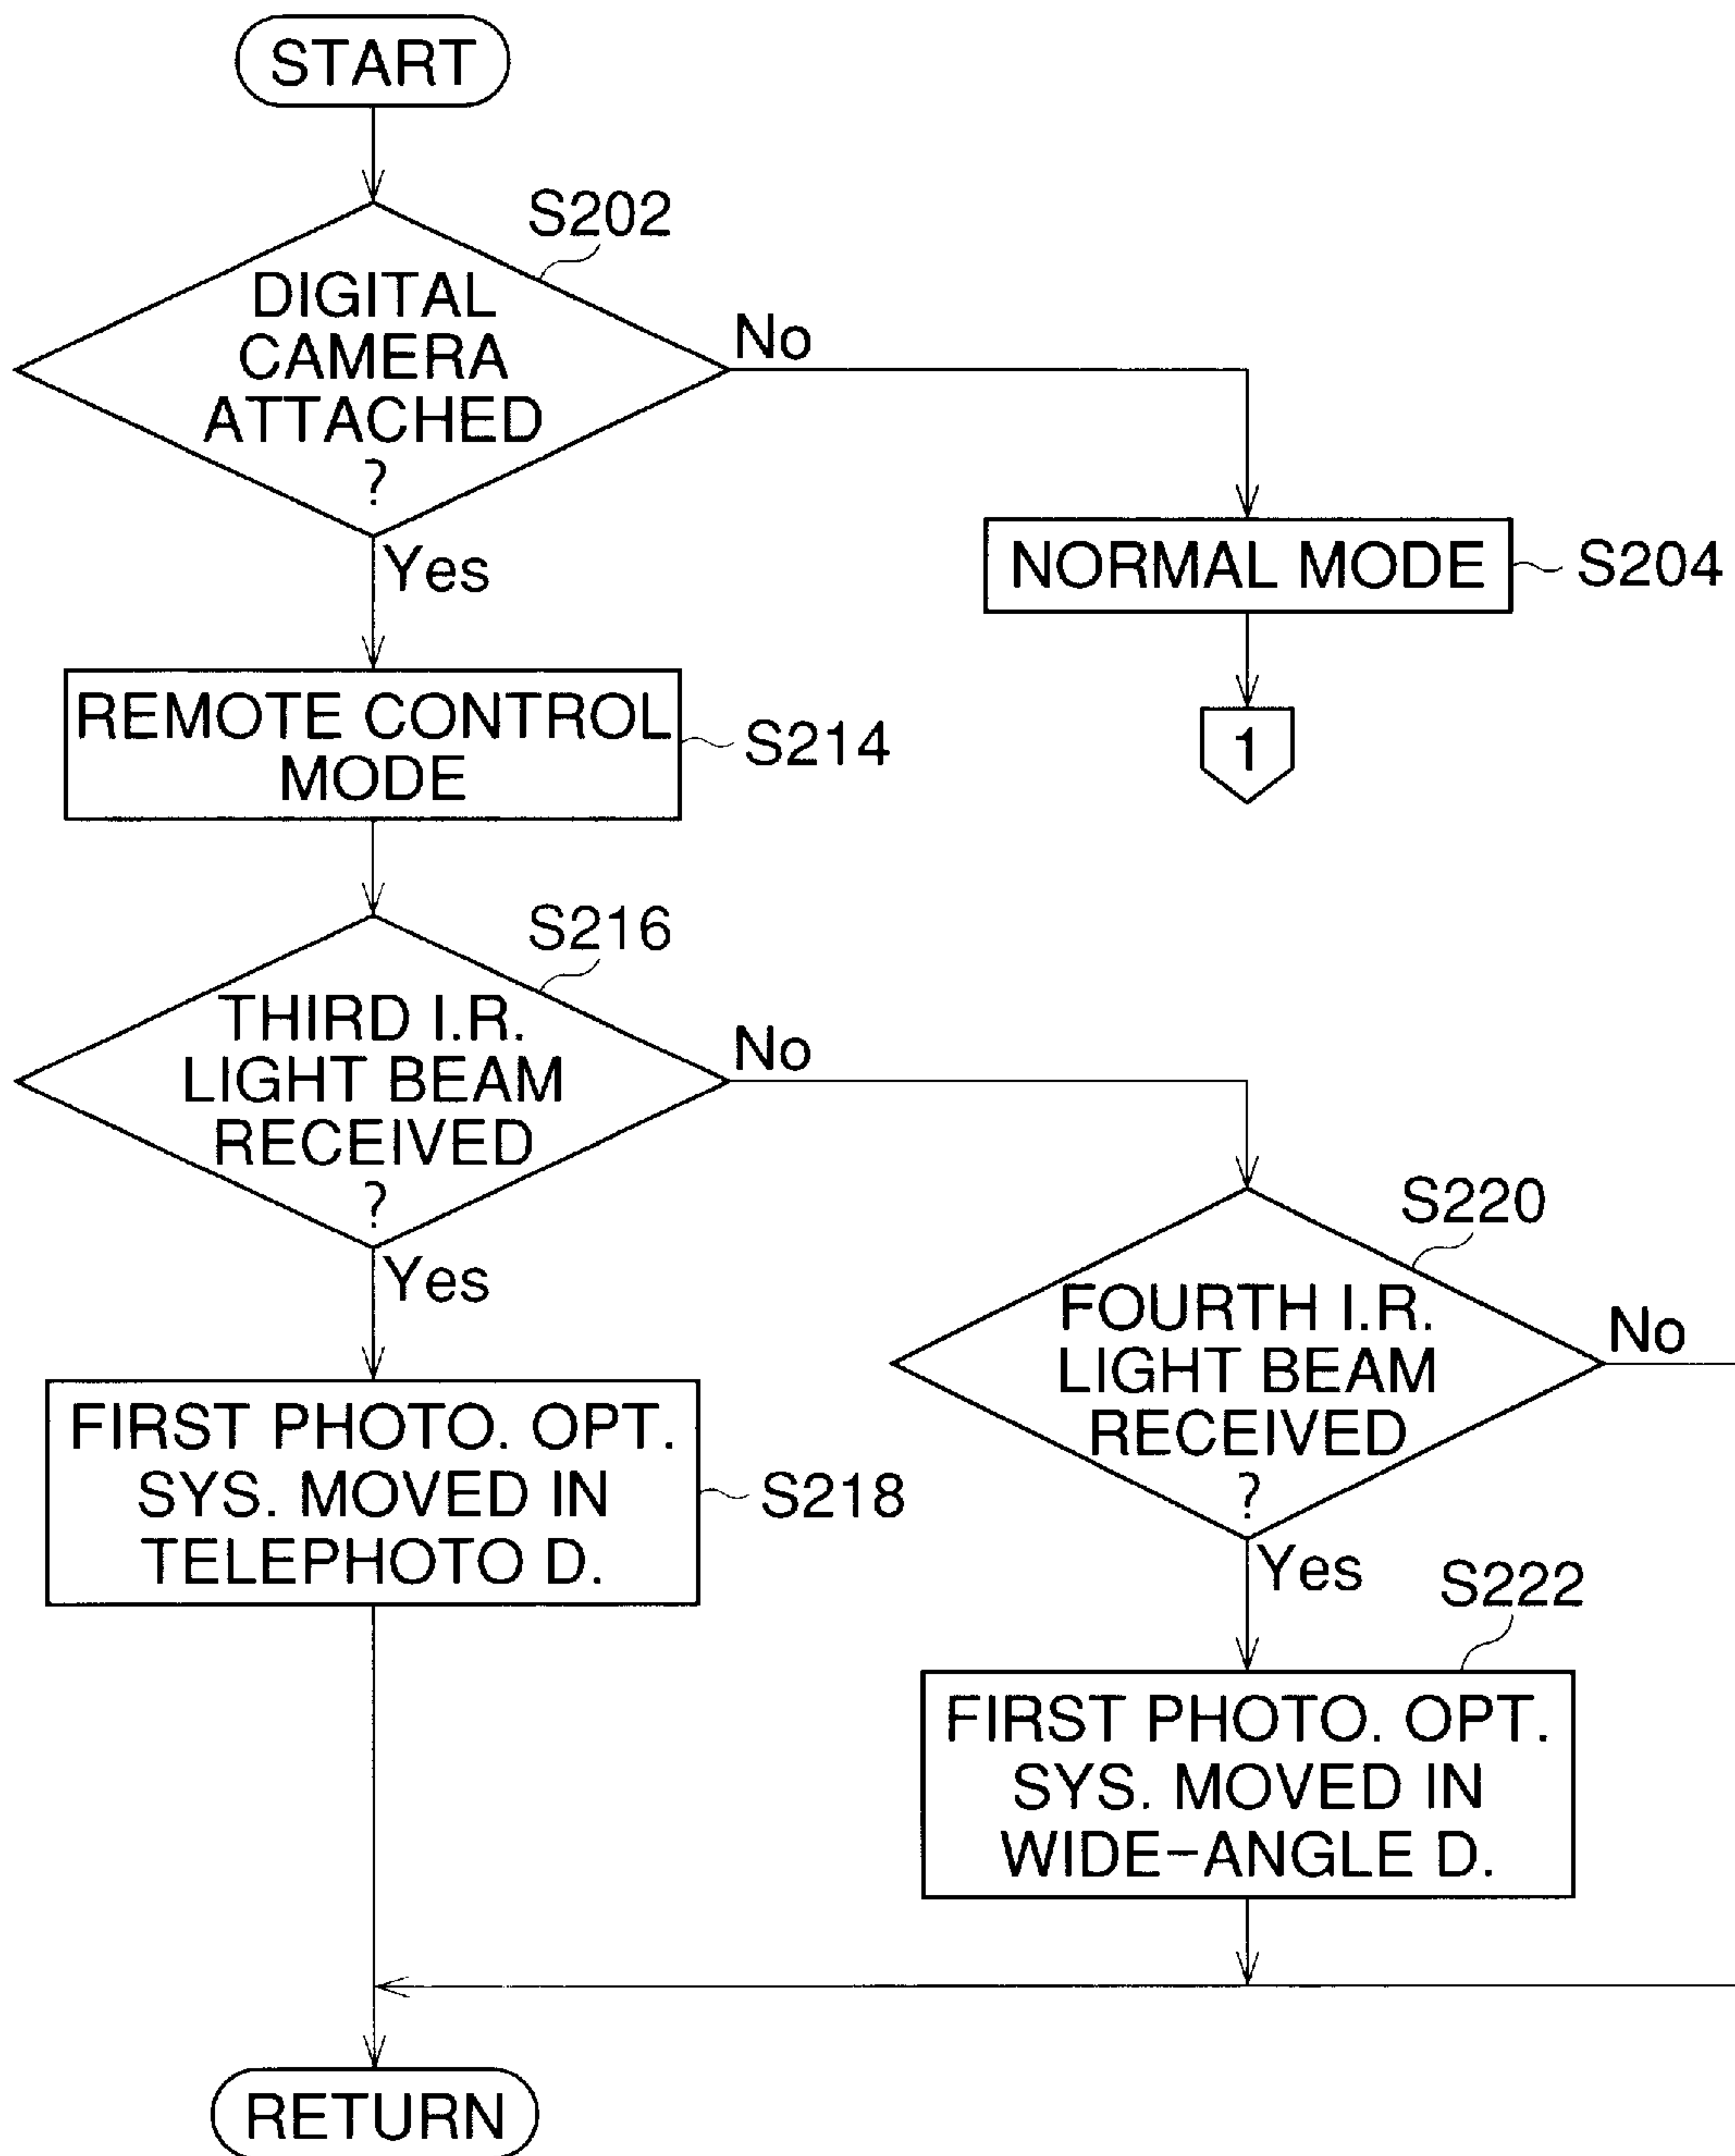 START
S202
DIGITAL
CAMERA
ATTACHED
?
No
Yes
NORMAL MODE
S204
1
REMOTE CONTROL
MODE
S214
S216
THIRD I.R.
LIGHT BEAM
RECEIVED
?
No
Yes
S220
FOURTH I.R.
LIGHT BEAM
RECEIVED
?
No
Yes
FIRST PHOTO. OPT.
SYS. MOVED IN
TELEPHOTO D.
S218
S222
FIRST PHOTO. OPT.
SYS. MOVED IN
WIDE-ANGLE D.
RETURN